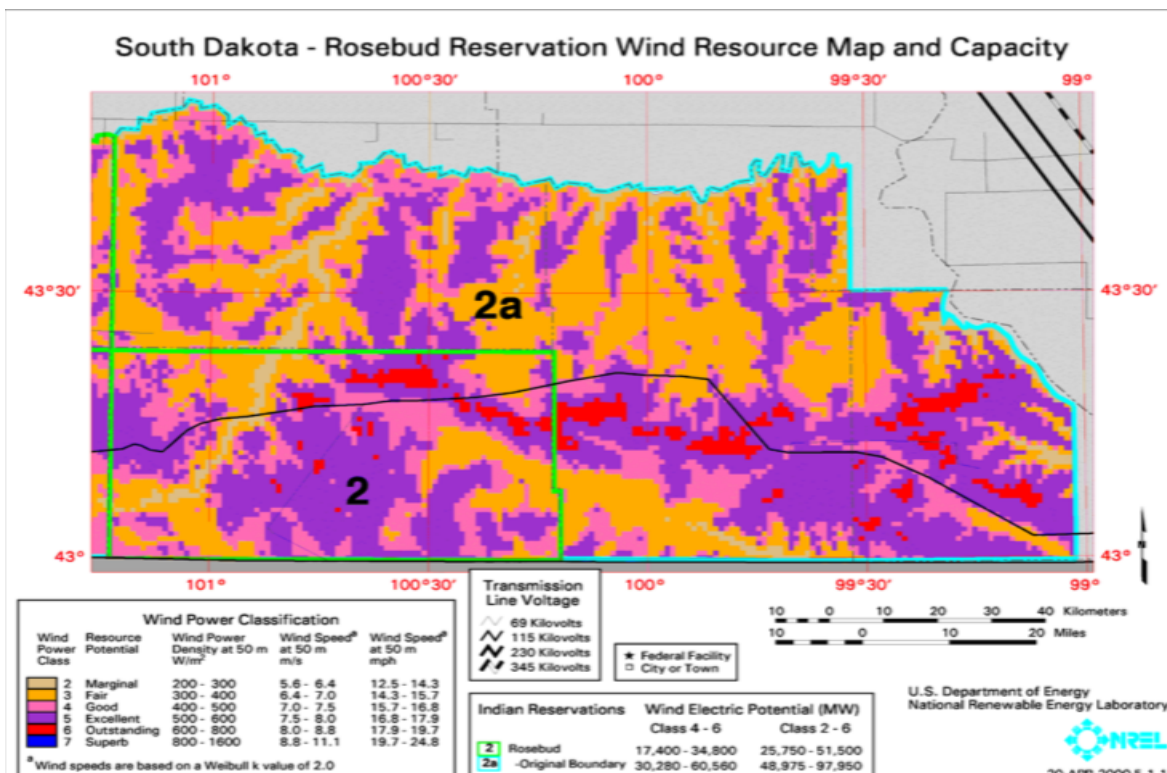 South Dakota - Rosebud Reservation Wind Resource Map and Capacity
101° 100°30' 100° 99°30' 99°
43°30' 43°30'
2a
2
43° 43°
101° 100°30' 100° 99°30' 99°
Wind Power Classification
Wind Power Class Resource Potential Wind Power Density at 50 m W/m² Wind Speedª at 50 m m/s Wind Speedª at 50 m mph
2 Marginal 200 - 300 5.6 - 6.4 12.5 - 14.3
3 Fair 300 - 400 6.4 - 7.0 14.3 - 15.7
4 Good 400 - 500 7.0 - 7.5 15.7 - 16.8
5 Excellent 500 - 600 7.5 - 8.0 16.8 - 17.9
6 Outstanding 600 - 800 8.0 - 8.8 17.9 - 19.7
7 Superb 800 - 1600 8.8 - 11.1 19.7 - 24.8
ª Wind speeds are based on a Weibull k value of 2.0
Transmission
Line Voltage
69 Kilovolts
115 Kilovolts
230 Kilovolts
345 Kilovolts
Federal Facility
City or Town
N
10 0 10 20 30 40 Kilometers
10 0 10 20 Miles
Indian Reservations Wind Electric Potential (MW)
Class 4 - 6 Class 2 - 6
2 Rosebud 17,400 - 34,800 25,750 - 51,500
2a -Original Boundary 30,280 - 60,560 48,975 - 97,950
U.S. Department of Energy
National Renewable Energy Laboratory
NREL